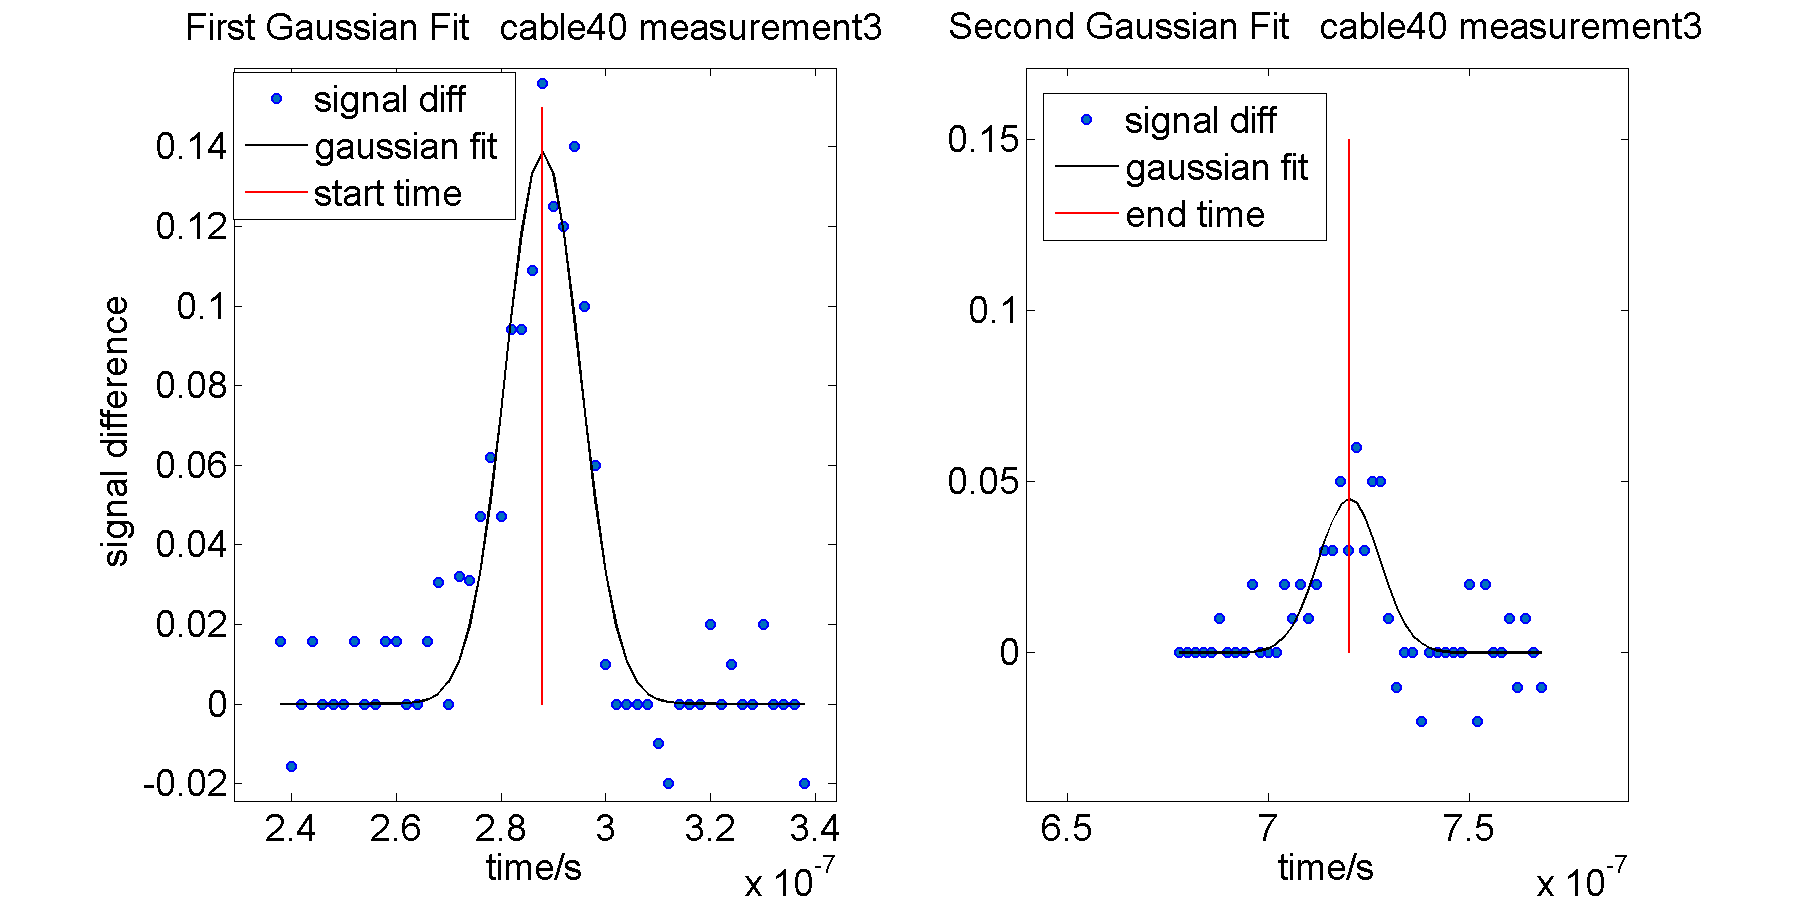 First Gaussian Fit   cable40 measurement3
signal diff
gaussian fit
start time
0.14
0.12
0.1
0.08
0.06
0.04
0.02
0
-0.02
signal difference
2.4 2.6 2.8 3 3.2 3.4
time/s
x 10^-7
Second Gaussian Fit   cable40 measurement3
signal diff
gaussian fit
end time
0.15
0.1
0.05
0
6.5 7 7.5
time/s
x 10^-7